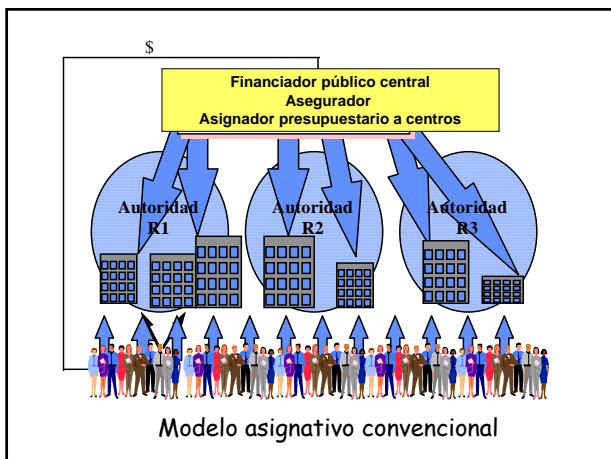 $
Financiador público central
Asegurador
Asignador presupuestario a centros
Autoridad
R1
Autoridad
R2
Autoridad
R3
Modelo asignativo convencional